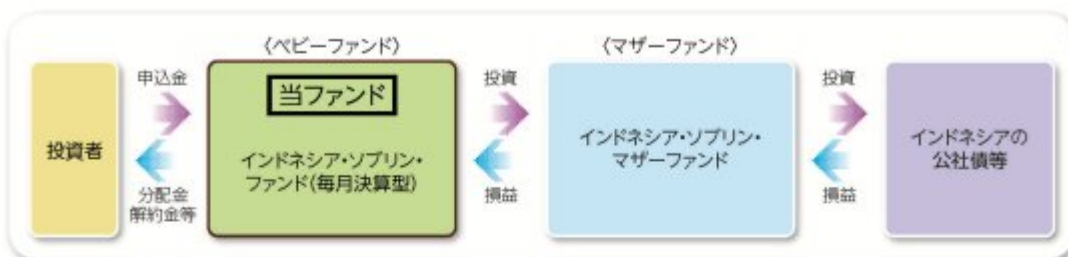 〈ベビーファンド〉
〈マザーファンド〉
投資者
申込金
分配金
解約金等
当ファンド
インドネシア・ソブリン・
ファンド(毎月決算型)
投資
損益
インドネシア・ソブリン・
マザーファンド
投資
損益
インドネシアの
公社債等